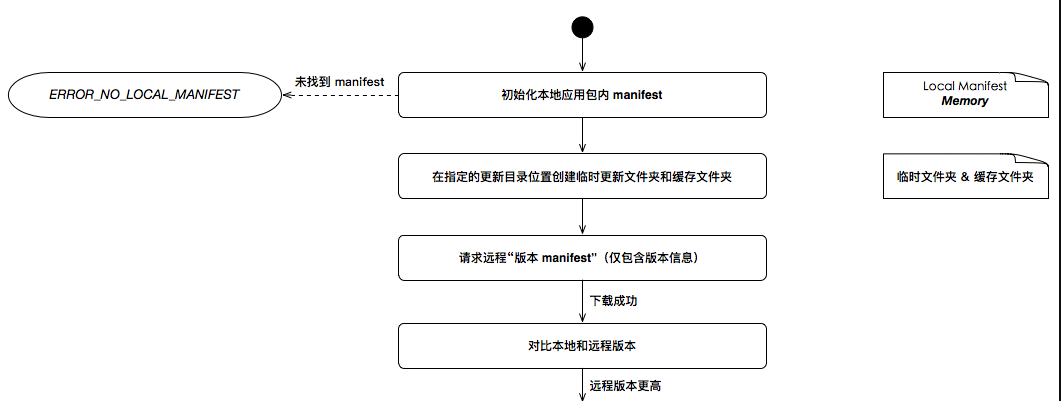 未找到 manifest
ERROR_NO_LOCAL_MANIFEST
初始化本地应用包内 manifest
Local Manifest
Memory
在指定的更新目录位置创建临时更新文件夹和缓存文件夹
临时文件夹 & 缓存文件夹
请求远程“版本 manifest”（仅包含版本信息）
下载成功
对比本地和远程版本
远程版本更高